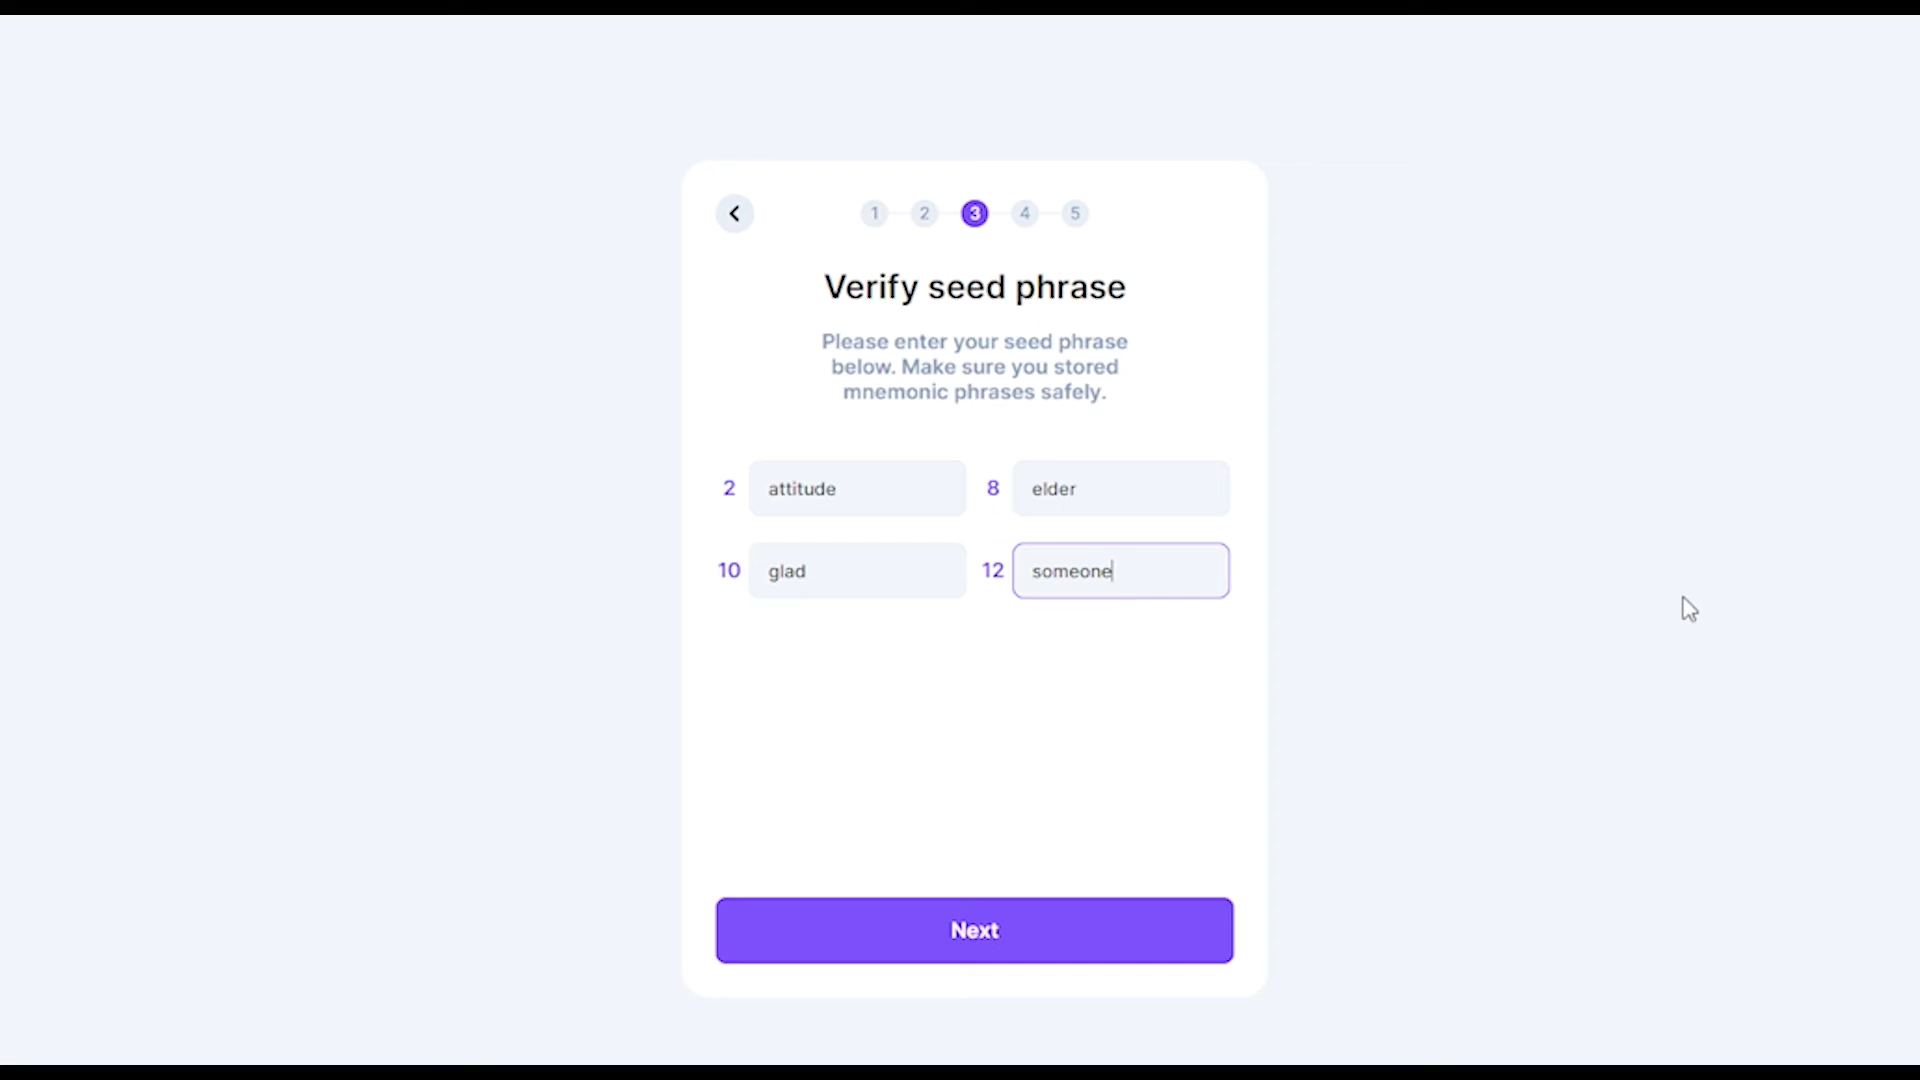 1 2 3 4 5
Verify seed phrase
Please enter your seed phrase
below. Make sure you stored
mnemonic phrases safely.
2 attitude 8 elder
10 glad 12 someone
Next